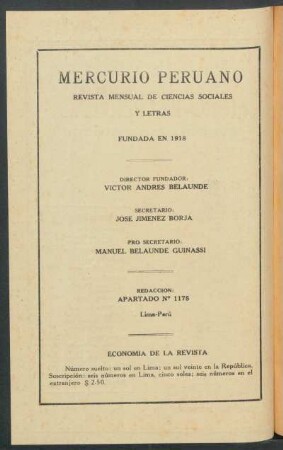 MERCURIO PERUANO
REVISTA MENSUAL DE CIENCIAS SOCIALES
Y LETRAS
FUNDADA EN 1918
DIRECTOR FUNDADOR:
VICTOR ANDRES BELAUNDE
SECRETARIO:
JOSE JIMENEZ BORJA
PRO SECRETARIO:
MANUEL BELAUNDE GUINASSI
REDACCION:
APARTADO Nº 1176
Lima-Perú
ECONOMIA DE LA REVISTA
Número suelto: un sol en Lima; un sol veinte en la República.
Suscripción: seis números en Lima, cinco soles; seis números en el
extranjero $ 2.50.